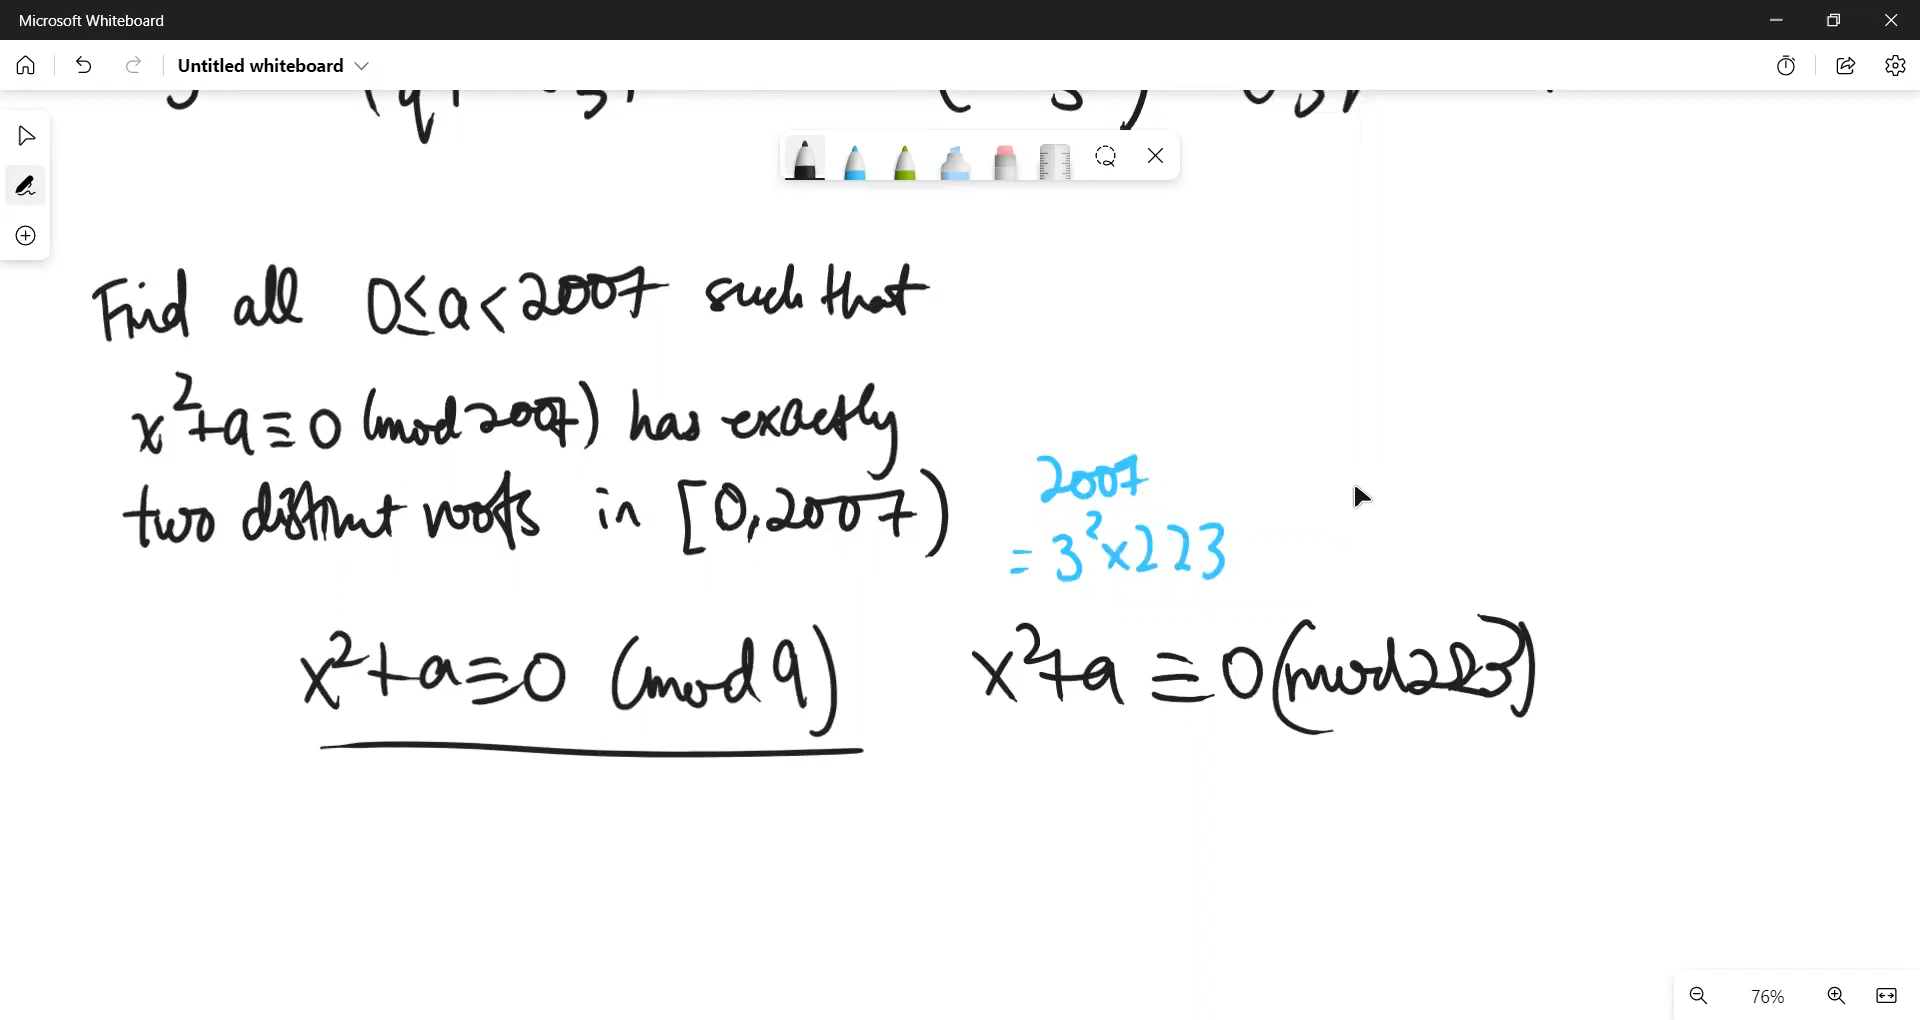 Microsoft Whiteboard
Untitled whiteboard
Find all 0≤a<2007 such that
x²+a≡0 (mod 2007) has exactly
two distinct roots in [0,2007)
2007
= 3²×223
x²+a≡0 (mod 9) x²+a≡0(mod 223)
76%